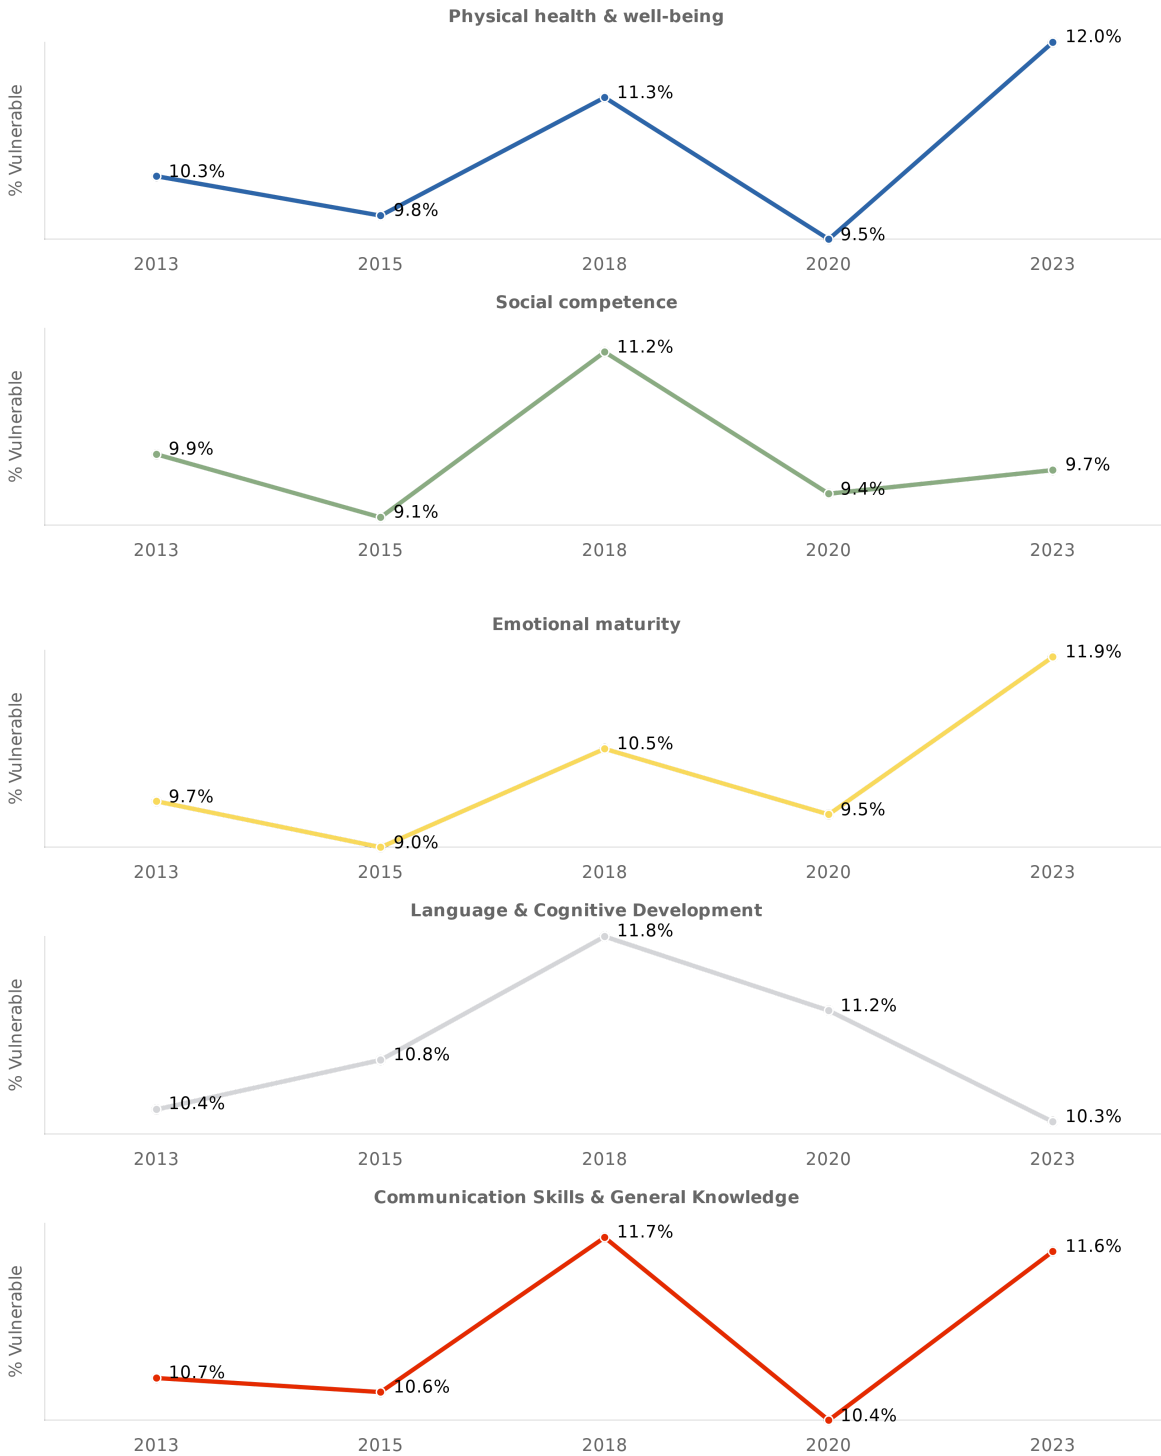 Physical health & well-being
% Vulnerable
12.0%
11.3%
10.3%
9.8%
9.5%
2013 2015 2018 2020 2023
Social competence
% Vulnerable
11.2%
9.9%
9.7%
9.4%
9.1%
2013 2015 2018 2020 2023
Emotional maturity
% Vulnerable
11.9%
10.5%
9.7%
9.5%
9.0%
2013 2015 2018 2020 2023
Language & Cognitive Development
% Vulnerable
11.8%
11.2%
10.8%
10.4%
10.3%
2013 2015 2018 2020 2023
Communication Skills & General Knowledge
% Vulnerable
11.7%
11.6%
10.7%
10.6%
10.4%
2013 2015 2018 2020 2023